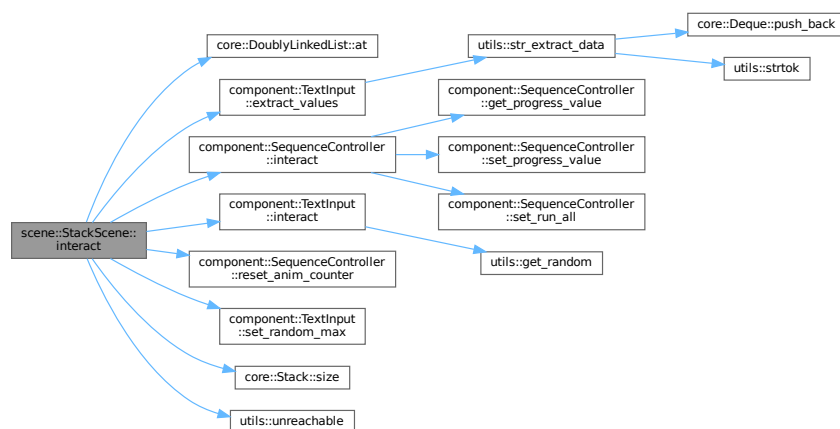 core::Deque::push_back
core::DoublyLinkedList::at
utils::str_extract_data
utils::strtok
component::TextInput
::extract_values
component::SequenceController
::get_progress_value
component::SequenceController
::interact
component::SequenceController
::set_progress_value
component::TextInput
::interact
component::SequenceController
::set_run_all
scene::StackScene::
interact
component::SequenceController
::reset_anim_counter
utils::get_random
component::TextInput
::set_random_max
core::Stack::size
utils::unreachable